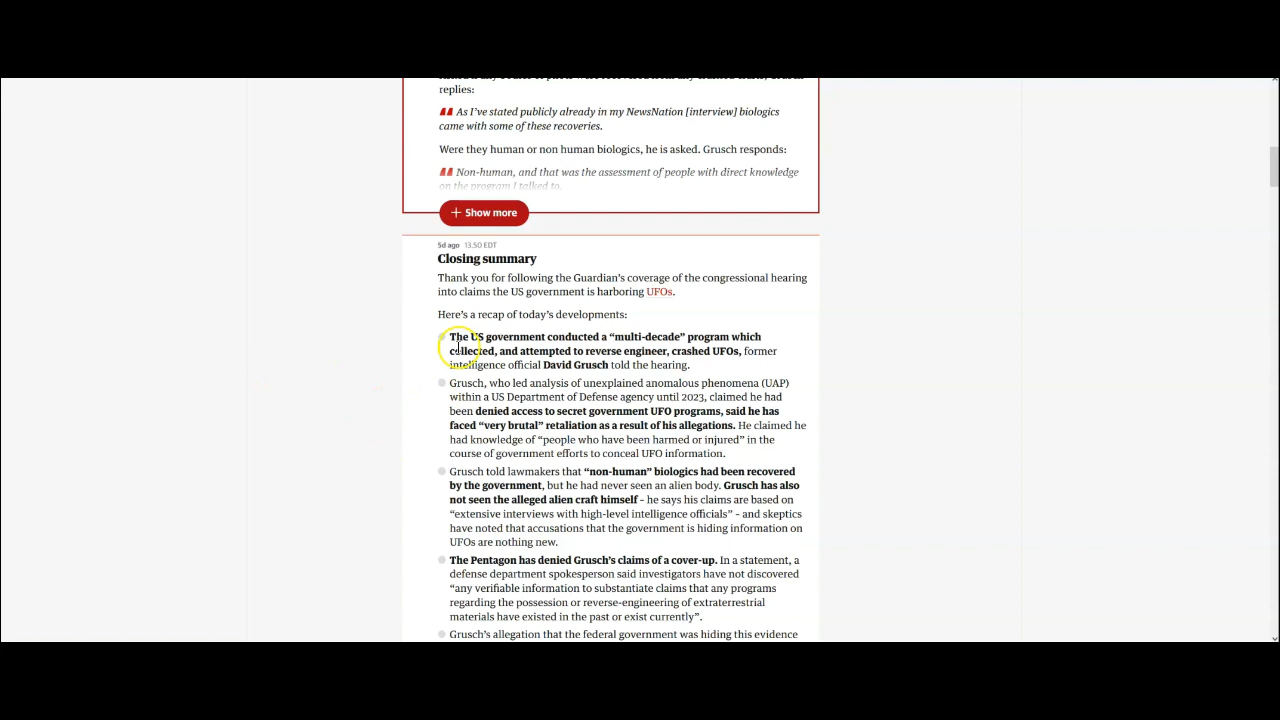 replies:
As I've stated publicly already in my NewsNation [interview] biologics
came with some of these recoveries.
Were they human or non human biologics, he is asked. Grusch responds:
Non-human, and that was the assessment of people with direct knowledge
on the program I talked to.
+ Show more
5d ago 13.50 EDT
Closing summary
Thank you for following the Guardian's coverage of the congressional hearing
into claims the US government is harboring UFOs.
Here's a recap of today's developments:
The US government conducted a “multi-decade” program which
collected, and attempted to reverse engineer, crashed UFOs, former
intelligence official David Grusch told the hearing.
Grusch, who led analysis of unexplained anomalous phenomena (UAP)
within a US Department of Defense agency until 2023, claimed he had
been denied access to secret government UFO programs, said he has
faced “very brutal” retaliation as a result of his allegations. He claimed he
had knowledge of “people who have been harmed or injured” in the
course of government efforts to conceal UFO information.
Grusch told lawmakers that “non-human” biologics had been recovered
by the government, but he had never seen an alien body. Grusch has also
not seen the alleged alien craft himself – he says his claims are based on
“extensive interviews with high-level intelligence officials” – and skeptics
have noted that accusations that the government is hiding information on
UFOs are nothing new.
The Pentagon has denied Grusch's claims of a cover-up. In a statement, a
defense department spokesperson said investigators have not discovered
“any verifiable information to substantiate claims that any programs
regarding the possession or reverse-engineering of extraterrestrial
materials have existed in the past or exist currently”.
Grusch's allegation that the federal government was hiding this evidence